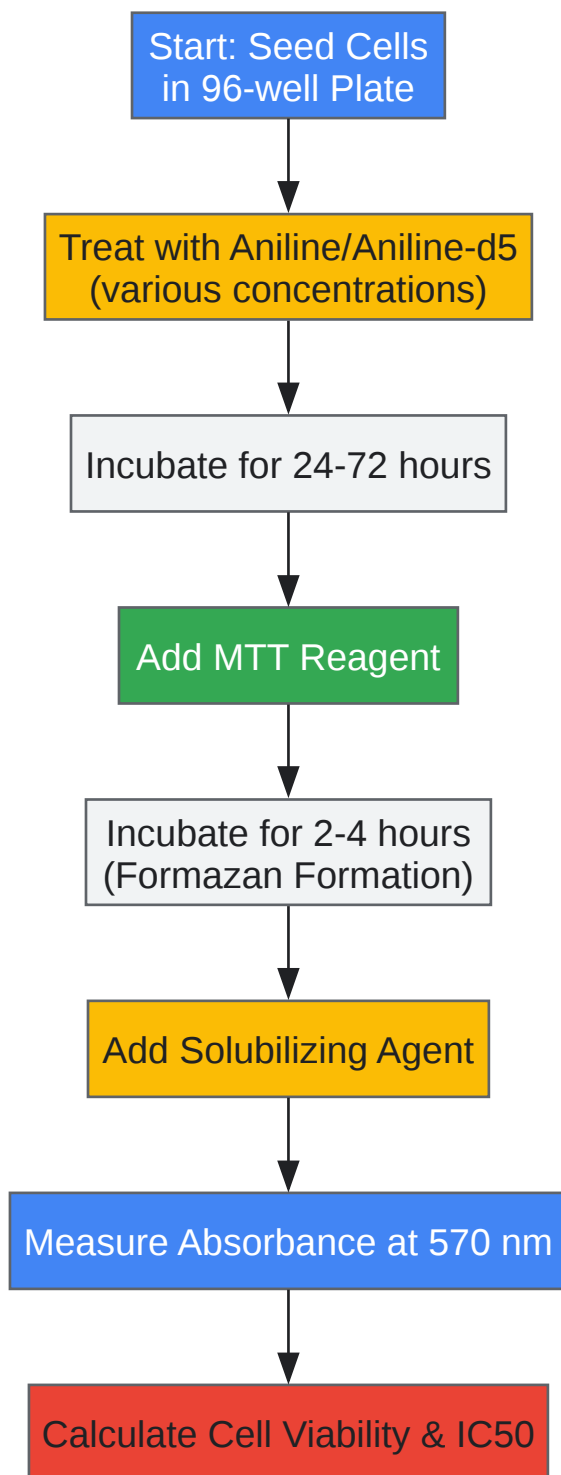 Start: Seed Cells
in 96-well Plate
Treat with Aniline/Aniline-d5
(various concentrations)
Incubate for 24-72 hours
Add MTT Reagent
Incubate for 2-4 hours
(Formazan Formation)
Add Solubilizing Agent
Measure Absorbance at 570 nm
Calculate Cell Viability & IC50